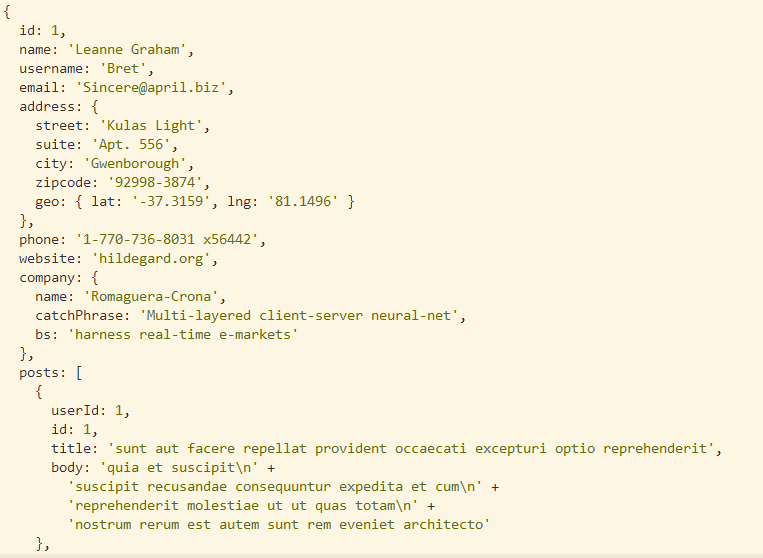 {
  id: 1,
  name: 'Leanne Graham',
  username: 'Bret',
  email: 'Sincere@april.biz',
  address: {
    street: 'Kulas Light',
    suite: 'Apt. 556',
    city: 'Gwenborough',
    zipcode: '92998-3874',
    geo: { lat: '-37.3159', lng: '81.1496' }
  },
  phone: '1-770-736-8031 x56442',
  website: 'hildegard.org',
  company: {
    name: 'Romaguera-Crona',
    catchPhrase: 'Multi-layered client-server neural-net',
    bs: 'harness real-time e-markets'
  },
  posts: [
    {
      userId: 1,
      id: 1,
      title: 'sunt aut facere repellat provident occaecati excepturi optio reprehenderit',
      body: 'quia et suscipit\n' +
        'suscipit recusandae consequuntur expedita et cum\n' +
        'reprehenderit molestiae ut ut quas totam\n' +
        'nostrum rerum est autem sunt rem eveniet architecto'
    },